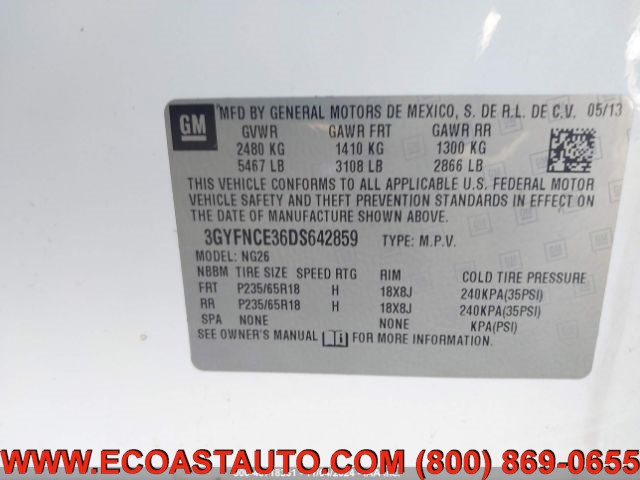 GM
MFD BY GENERAL MOTORS DE MEXICO, S. DE R.L. DE C.V. 05/13
GVWR GAWR FRT GAWR RR
2480 KG 1410 KG 1300 KG
5467 LB 3108 LB 2866 LB
THIS VEHICLE CONFORMS TO ALL APPLICABLE U.S. FEDERAL MOTOR
VEHICLE SAFETY AND THEFT PREVENTION STANDARDS IN EFFECT ON
THE DATE OF MANUFACTURE SHOWN ABOVE.
3GYFNCE36DS642859 TYPE: M.P.V.
MODEL: NG26
NBBM TIRE SIZE SPEED RTG RIM COLD TIRE PRESSURE
FRT P235/65R18 H 18X8J 240KPA(35PSI)
RR P235/65R18 H 18X8J 240KPA(35PSI)
SPA NONE NONE KPA(PSI)
SEE OWNER'S MANUAL FOR MORE INFORMATION.
WWW.ECOASTAUTO.COM (800) 869-0655